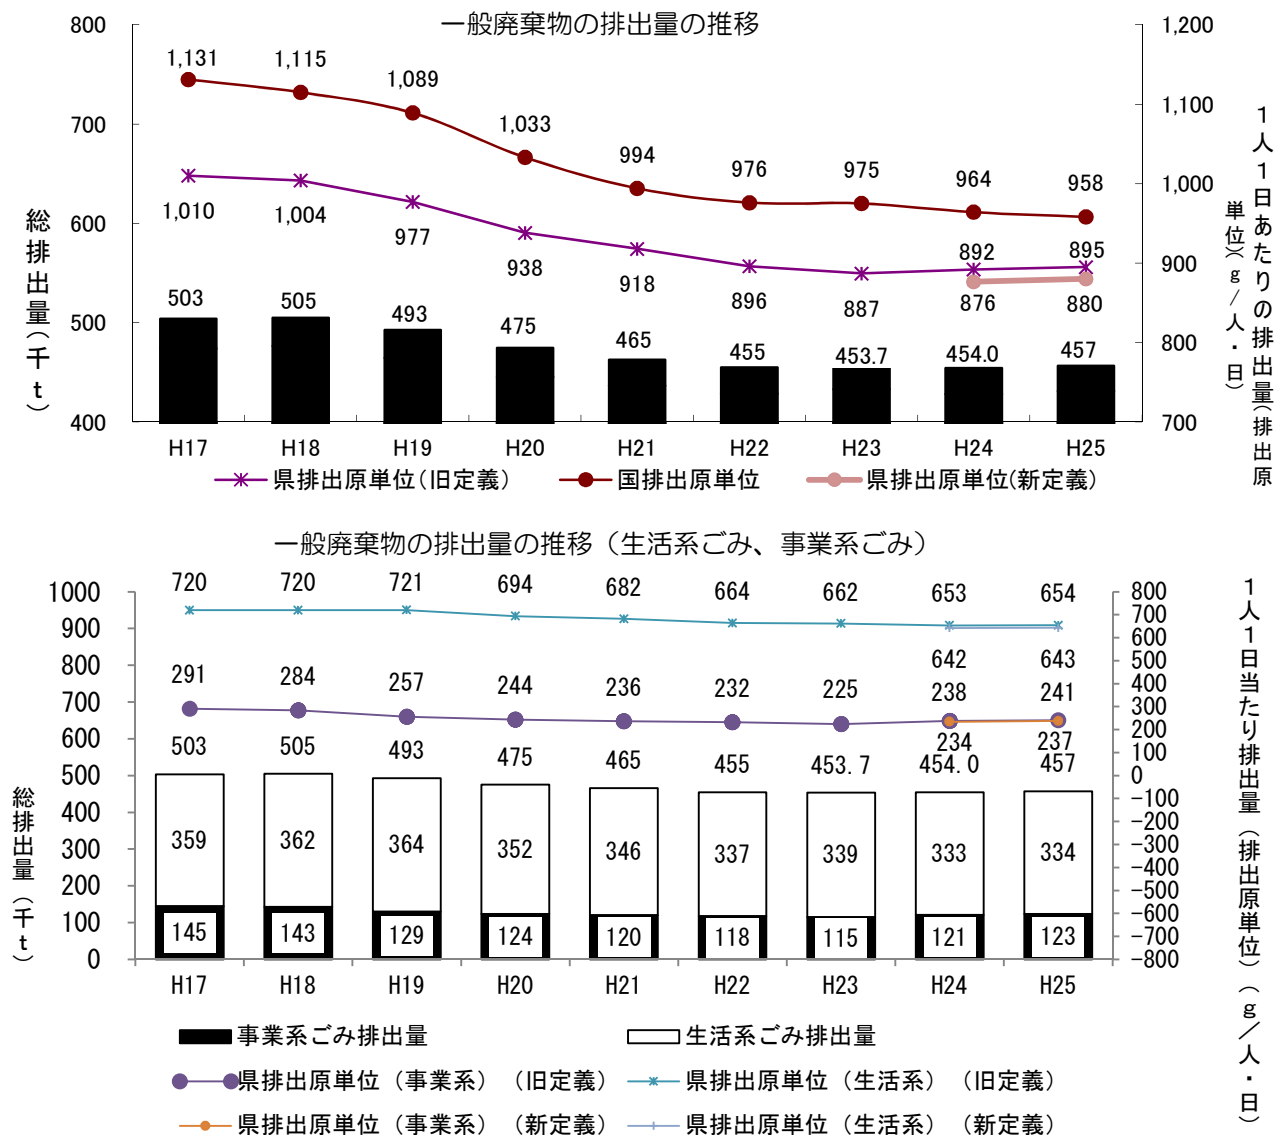 一般廃棄物の排出量の推移
800
700
600
500
400
総排出量(千t)
1,200
1,100
1,000
900
800
700
1人1日あたりの排出量(排出原
単位)(g/人・日)
1,131 1,115 1,089 1,033 994 976 975 964 958
1,010 1,004 977 938 918 896 887 892 895
876 880
503 505 493 475 465 455 453.7 454.0 457
H17 H18 H19 H20 H21 H22 H23 H24 H25
県排出原単位(旧定義) 国排出原単位 県排出原単位(新定義)
一般廃棄物の排出量の推移（生活系ごみ、事業系ごみ）
1000
900
800
700
600
500
400
300
200
100
0
総排出量（千t）
800
700
600
500
400
300
200
100
0
-100
-200
-300
-400
-500
-600
-700
-800
1人1日当たり排出量（排出原単位）（g／人・日）
720 720 721 694 682 664 662 653 654
642 643
291 284 257 244 236 232 225 238 241
234 237
503 505 493 475 465 455 453.7 454.0 457
359 362 364 352 346 337 339 333 334
145 143 129 124 120 118 115 121 123
H17 H18 H19 H20 H21 H22 H23 H24 H25
事業系ごみ排出量 生活系ごみ排出量
県排出原単位（事業系）（旧定義） 県排出原単位（生活系）（旧定義）
県排出原単位（事業系）（新定義） 県排出原単位（生活系）（新定義）